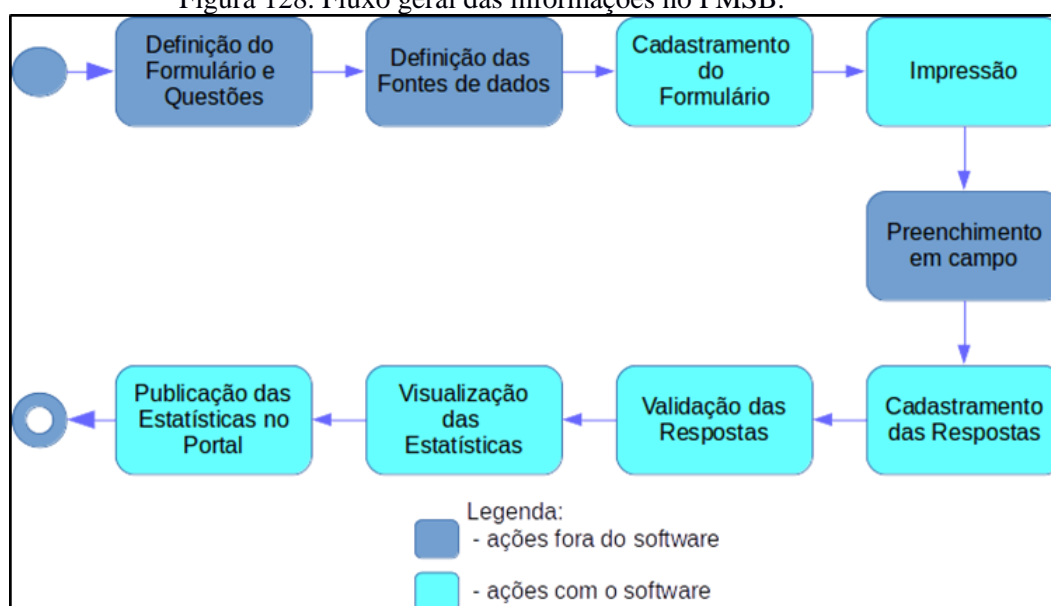 Figura 128: Fluxo geral das informações no PMSB.
Definição do
Formulário e
Questões
Definição das
Fontes de dados
Cadastramento
do
Formulário
Impressão
Preenchimento
em campo
Cadastramento
das Respostas
Validação das
Respostas
Visualização
das
Estatísticas
Publicação das
Estatísticas no
Portal
Legenda:
- ações fora do software
- ações com o software